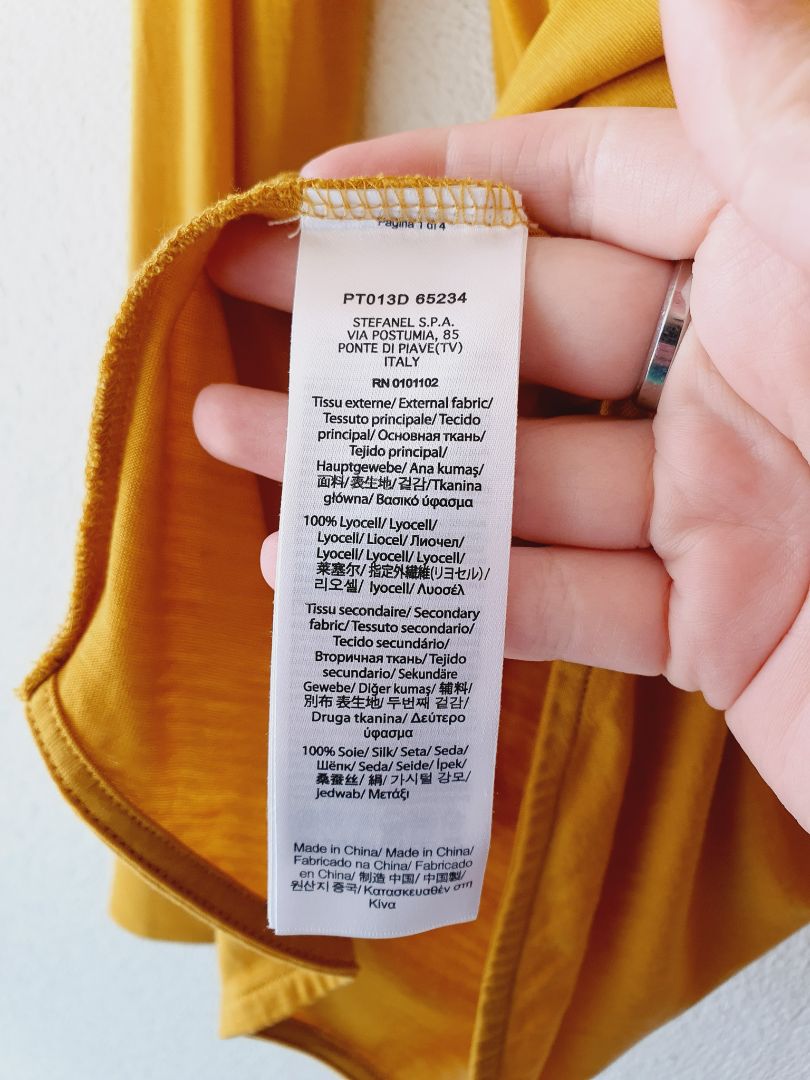 Pagina 1 di 4
PT013D 65234
STEFANEL S.P.A.
VIA POSTUMIA, 85
PONTE DI PIAVE(TV)
ITALY
RN 0101102
Tissu externe/ External fabric/
Tessuto principale/ Tecido
principal/ Основная ткань/
Tejido principal/
Hauptgewebe/ Ana kumaş/
面料/表生地/겉감/Tkanina
główna/ Βασικό ύφασμα
100% Lyocell/ Lyocell/
Lyocell/ Liocel/ Лиочел/
Lyocell/ Lyocell/ Lyocell/
莱塞尔/ 指定外繊維(リヨセル)/
리오셀/ lyocell/ Λυοσέλ
Tissu secondaire/ Secondary
fabric/ Tessuto secondario/
Tecido secundário/
Вторичная ткань/ Tejido
secundario/ Sekundäre
Gewebe/ Diğer kumaş/ 辅料/
別布 表生地/ 두번째 겉감/
Druga tkanina/ Δεύτερο
ύφασμα
100% Soie/ Silk/ Seta/ Seda/
Шёлк/ Seda/ Seide/ İpek/
桑蚕丝/ 絹/ 가시털 강모/
jedwab/ Μετάξι
Made in China/ Made in China/
Fabricado na China/ Fabricado
en China/ 制造 中国/ 中国製/
원산지 중국/ Κατασκευαθέν στη
Κίνα